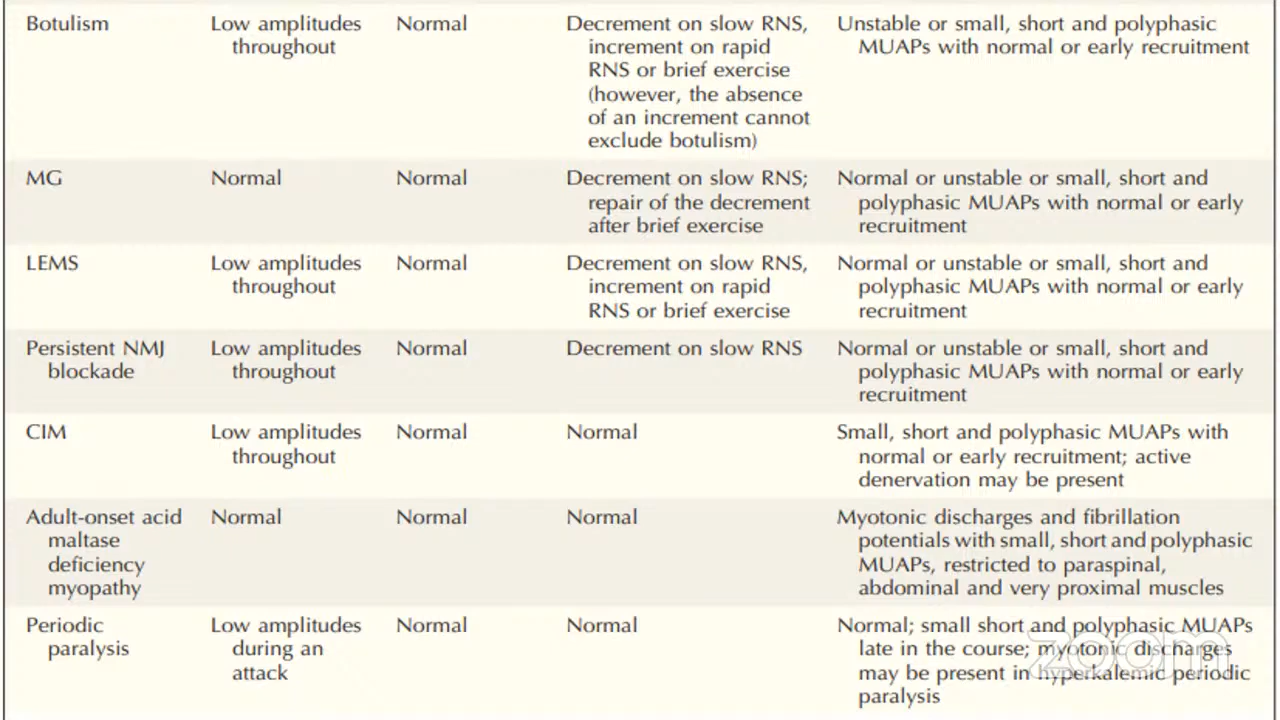 Botulism
Low amplitudes
throughout
Normal
Decrement on slow RNS,
increment on rapid
RNS or brief exercise
(however, the absence
of an increment cannot
exclude botulism)
Unstable or small, short and polyphasic
MUAPs with normal or early recruitment
MG
Normal
Normal
Decrement on slow RNS;
repair of the decrement
after brief exercise
Normal or unstable or small, short and
polyphasic MUAPs with normal or early
recruitment
LEMS
Low amplitudes
throughout
Normal
Decrement on slow RNS,
increment on rapid
RNS or brief exercise
Normal or unstable or small, short and
polyphasic MUAPs with normal or early
recruitment
Persistent NMJ
blockade
Low amplitudes
throughout
Normal
Decrement on slow RNS
Normal or unstable or small, short and
polyphasic MUAPs with normal or early
recruitment
CIM
Low amplitudes
throughout
Normal
Normal
Small, short and polyphasic MUAPs with
normal or early recruitment; active
denervation may be present
Adult-onset acid
maltase
deficiency
myopathy
Normal
Normal
Normal
Myotonic discharges and fibrillation
potentials with small, short and polyphasic
MUAPs, restricted to paraspinal,
abdominal and very proximal muscles
Periodic
paralysis
Low amplitudes
during an
attack
Normal
Normal
Normal; small short and polyphasic MUAPs
late in the course; myotonic discharges
may be present in hyperkalemic periodic
paralysis
zoom